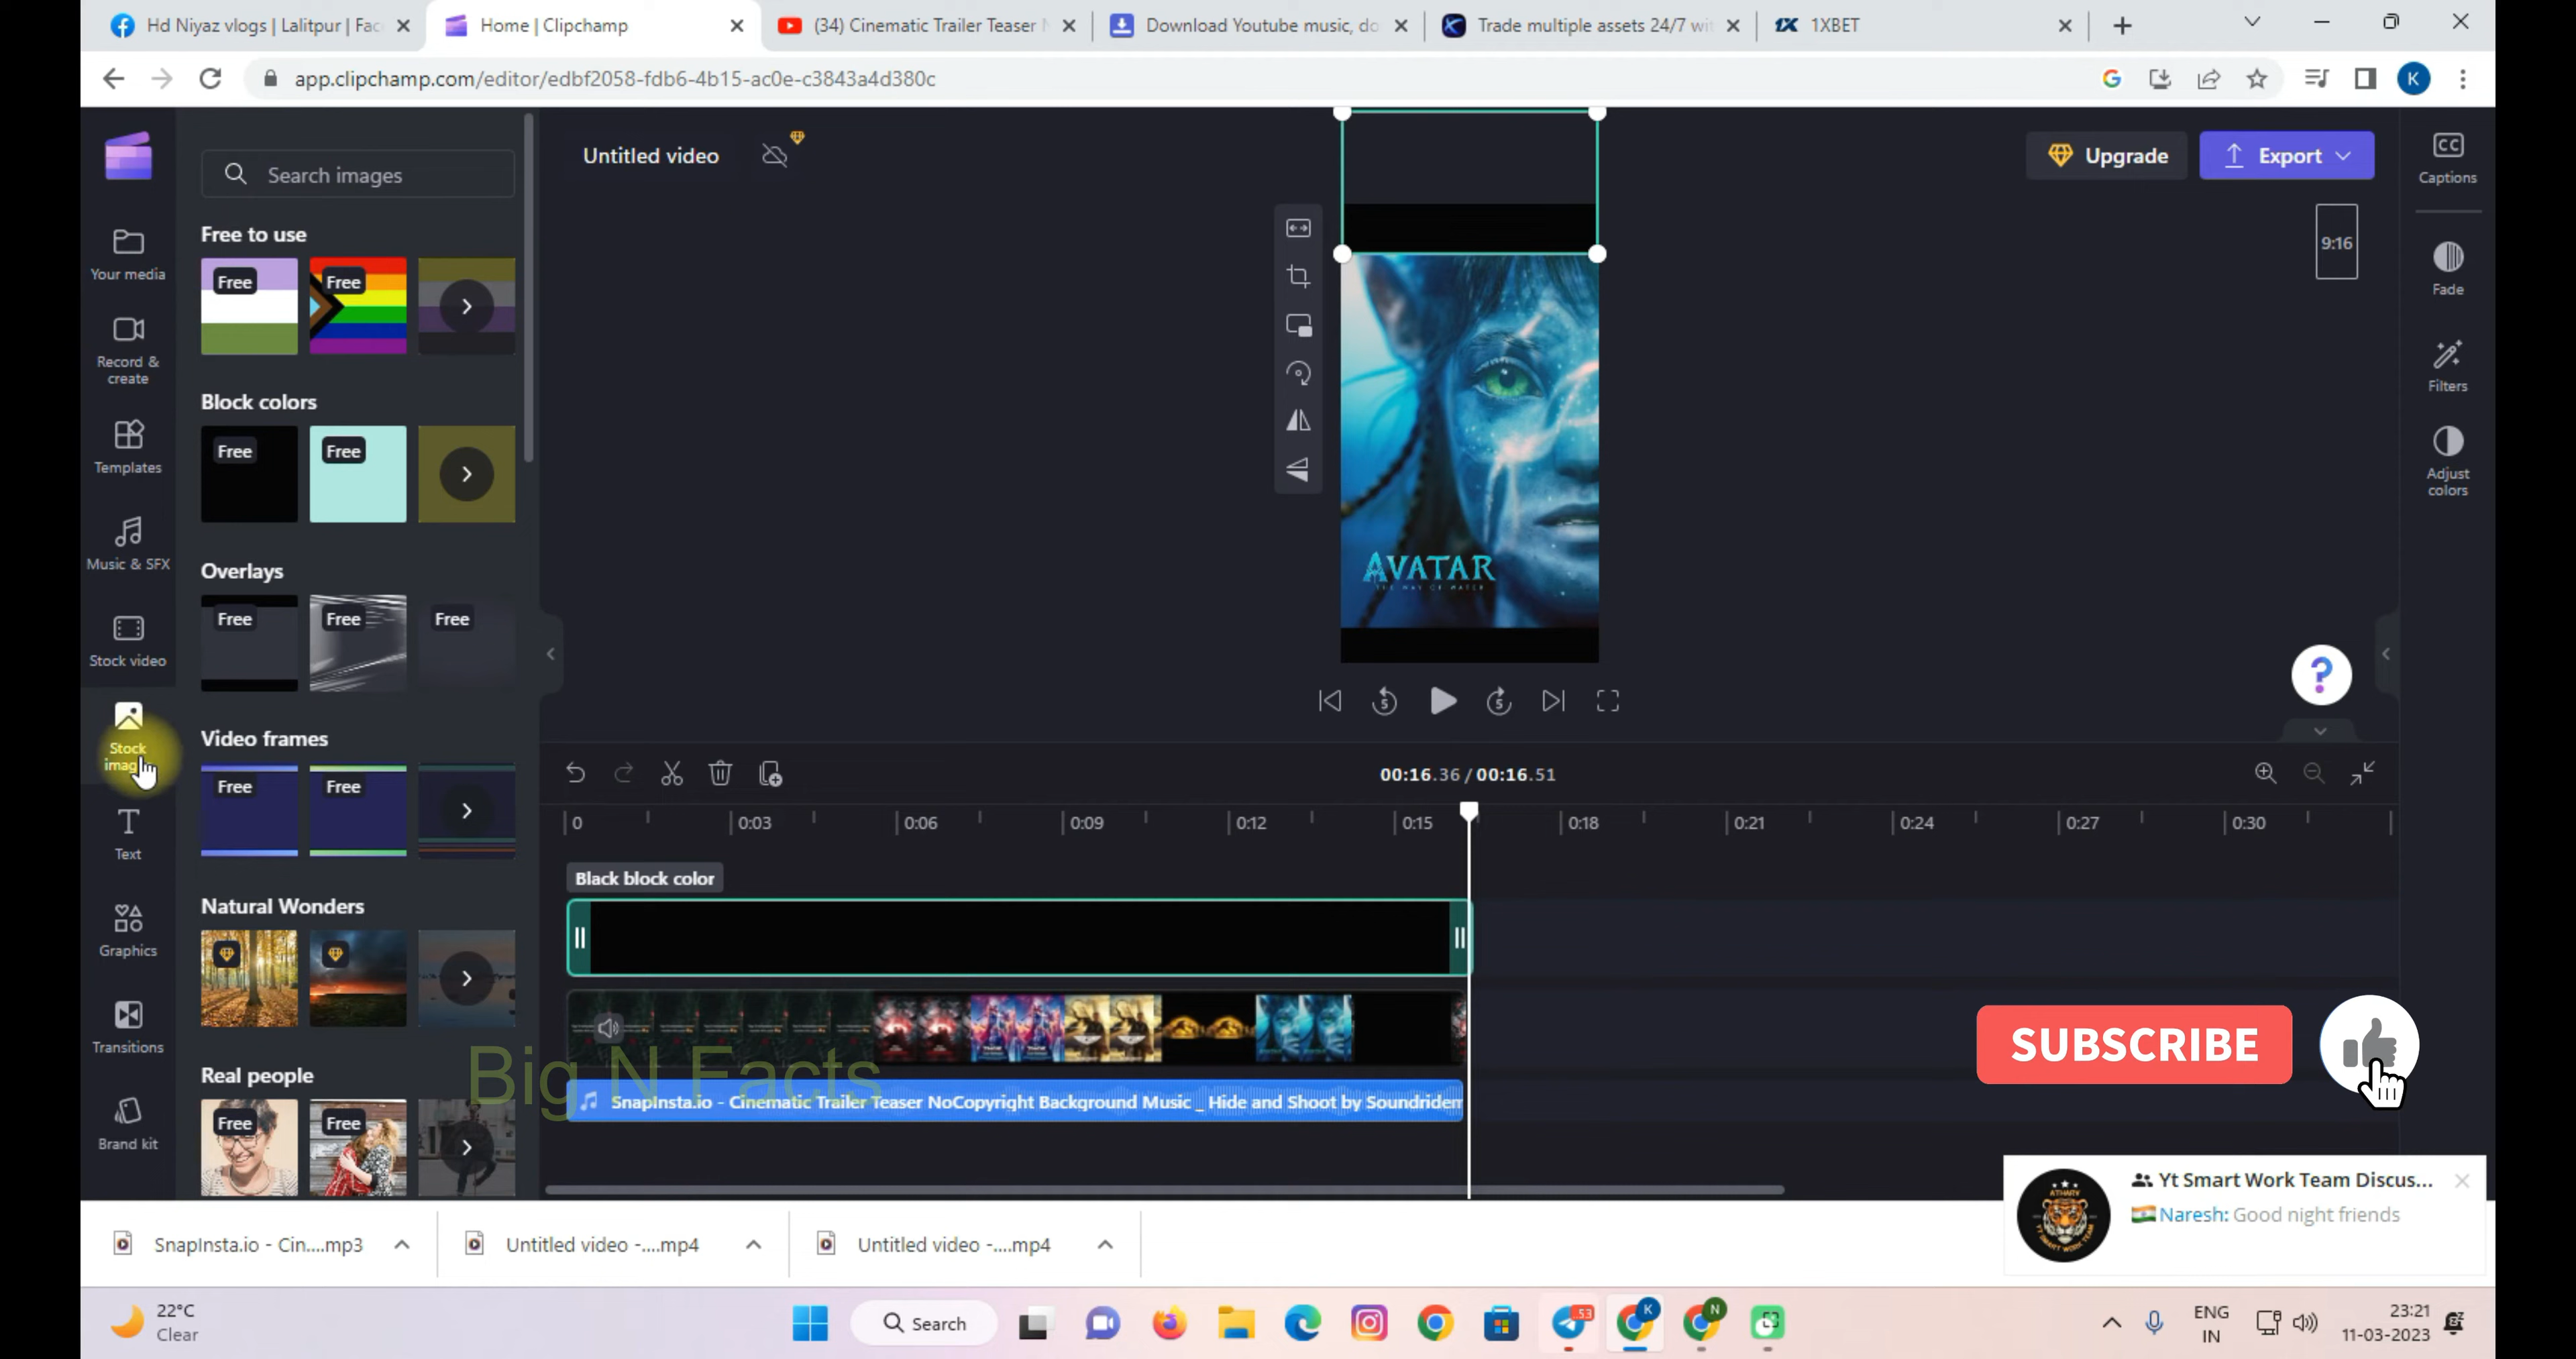 Hd Niyaz vlogs | Lalitpur | Fac
Home | Clipchamp
(34) Cinematic Trailer Teaser N
Download Youtube music, do
Trade multiple assets 24/7 wit
1XBET
app.clipchamp.com/editor/edbf2058-fdb6-4b15-ac0e-c3843a4d380c
K
Search images
Untitled video
Upgrade
Export
Captions
Your media
Record & create
Templates
Music & SFX
Stock video
Stock
Text
Graphics
Transitions
Brand kit
Free to use
Free
Free
Block colors
Free
Free
Overlays
Free
Free
Free
Video frames
Free
Free
Natural Wonders
Real people
Free
Free
9:16
Fade
Filters
Adjust colors
AVATAR
THE WAY OF WATER
5
5
00:16.36 / 00:16.51
0
0:03
0:06
0:09
0:12
0:15
0:18
0:21
0:24
0:27
0:30
Black block color
Big N Facts
SnapInsta.io - Cinematic Trailer Teaser NoCopyright Background Music _ Hide and Shoot by Soundridem
SUBSCRIBE
Yt Smart Work Team Discus...
Naresh: Good night friends
SnapInsta.io - Cin....mp3
Untitled video -....mp4
Untitled video -....mp4
22°C
Clear
Search
53
K
N
ENG
IN
23:21
11-03-2023